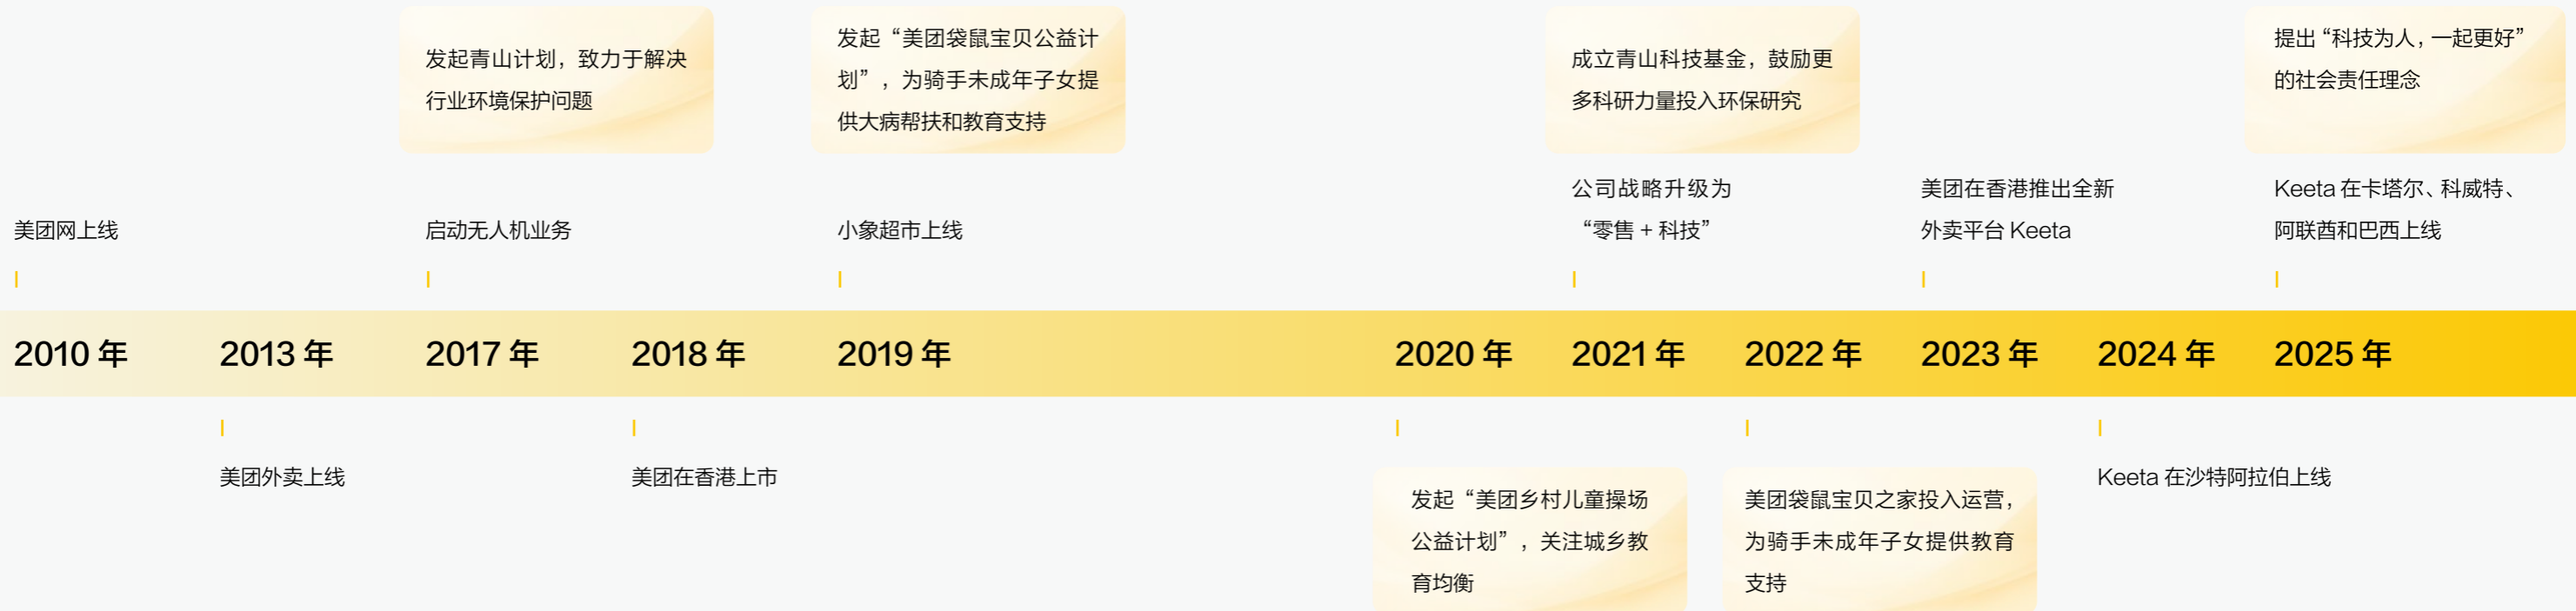 发起青山计划，致力于解决
行业环境保护问题
发起“美团袋鼠宝贝公益计
划”，为骑手未成年子女提
供大病帮扶和教育支持
成立青山科技基金，鼓励更
多科研力量投入环保研究
提出“科技为人，一起更好”
的社会责任理念
美团网上线
启动无人机业务
小象超市上线
公司战略升级为
“零售 + 科技”
美团在香港推出全新
外卖平台 Keeta
Keeta 在卡塔尔、科威特、
阿联酋和巴西上线
2010 年
2013 年
2017 年
2018 年
2019 年
2020 年
2021 年
2022 年
2023 年
2024 年
2025 年
美团外卖上线
美团在香港上市
发起“美团乡村儿童操场
公益计划”，关注城乡教
育均衡
美团袋鼠宝贝之家投入运营，
为骑手未成年子女提供教育
支持
Keeta 在沙特阿拉伯上线